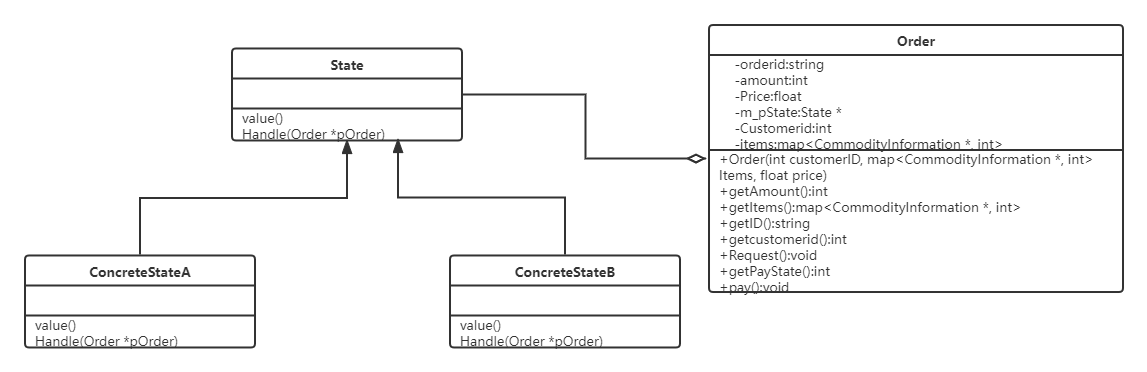 State
value()
Handle(Order *pOrder)
Order
-orderid:string
-amount:int
-Price:float
-m_pState:State *
-Customerid:int
-items:map<CommodityInformation *, int>
+Order(int customerID, map<CommodityInformation *, int>
Items, float price)
+getAmount():int
+getItems():map<CommodityInformation *, int>
+getID():string
+getcustomerid():int
+Request():void
+getPayState():int
+pay():void
ConcreteStateA
value()
Handle(Order *pOrder)
ConcreteStateB
value()
Handle(Order *pOrder)